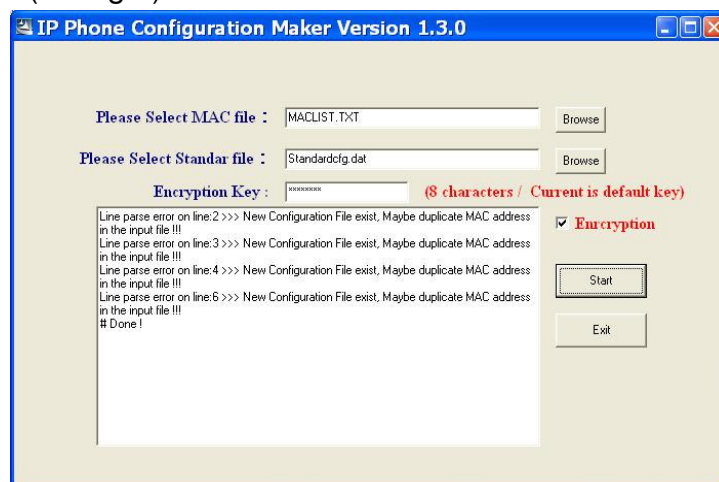 IP Phone Configuration Maker Version 1.3.0
Please Select MAC file : MACLIST.TXT Browse
Please Select Standar file : Standardcfg.dat Browse
Encryption Key : ******** (8 characters / Current is default key)
Line parse error on line:2 >>> New Configuration File exist, Maybe duplicate MAC address
in the input file !!!
Line parse error on line:3 >>> New Configuration File exist, Maybe duplicate MAC address
in the input file !!!
Line parse error on line:4 >>> New Configuration File exist, Maybe duplicate MAC address
in the input file !!!
Line parse error on line:6 >>> New Configuration File exist, Maybe duplicate MAC address
in the input file !!!
# Done !
Enrcryption
Start
Exit